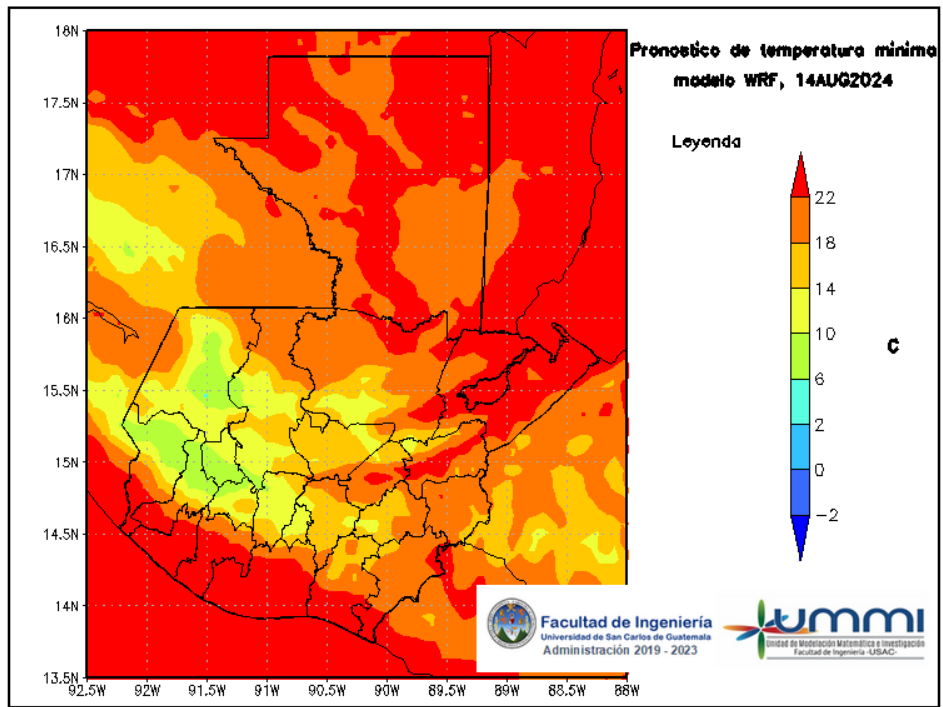 Pronostico de temperatura minima
modelo WRF, 14AUG2024
Leyenda
22
18
14
10
6
2
0
−2
C
18N
17.5N
17N
16.5N
16N
15.5N
15N
14.5N
14N
13.5N
92.5W 92W 91.5W 91W 90.5W 90W 89.5W 89W 88.5W 88W
Facultad de Ingeniería
Universidad de San Carlos de Guatemala
Administración 2019 - 2023
ummi
Unidad de Modelación Matemática e Investigación
Facultad de Ingeniería -USAC-